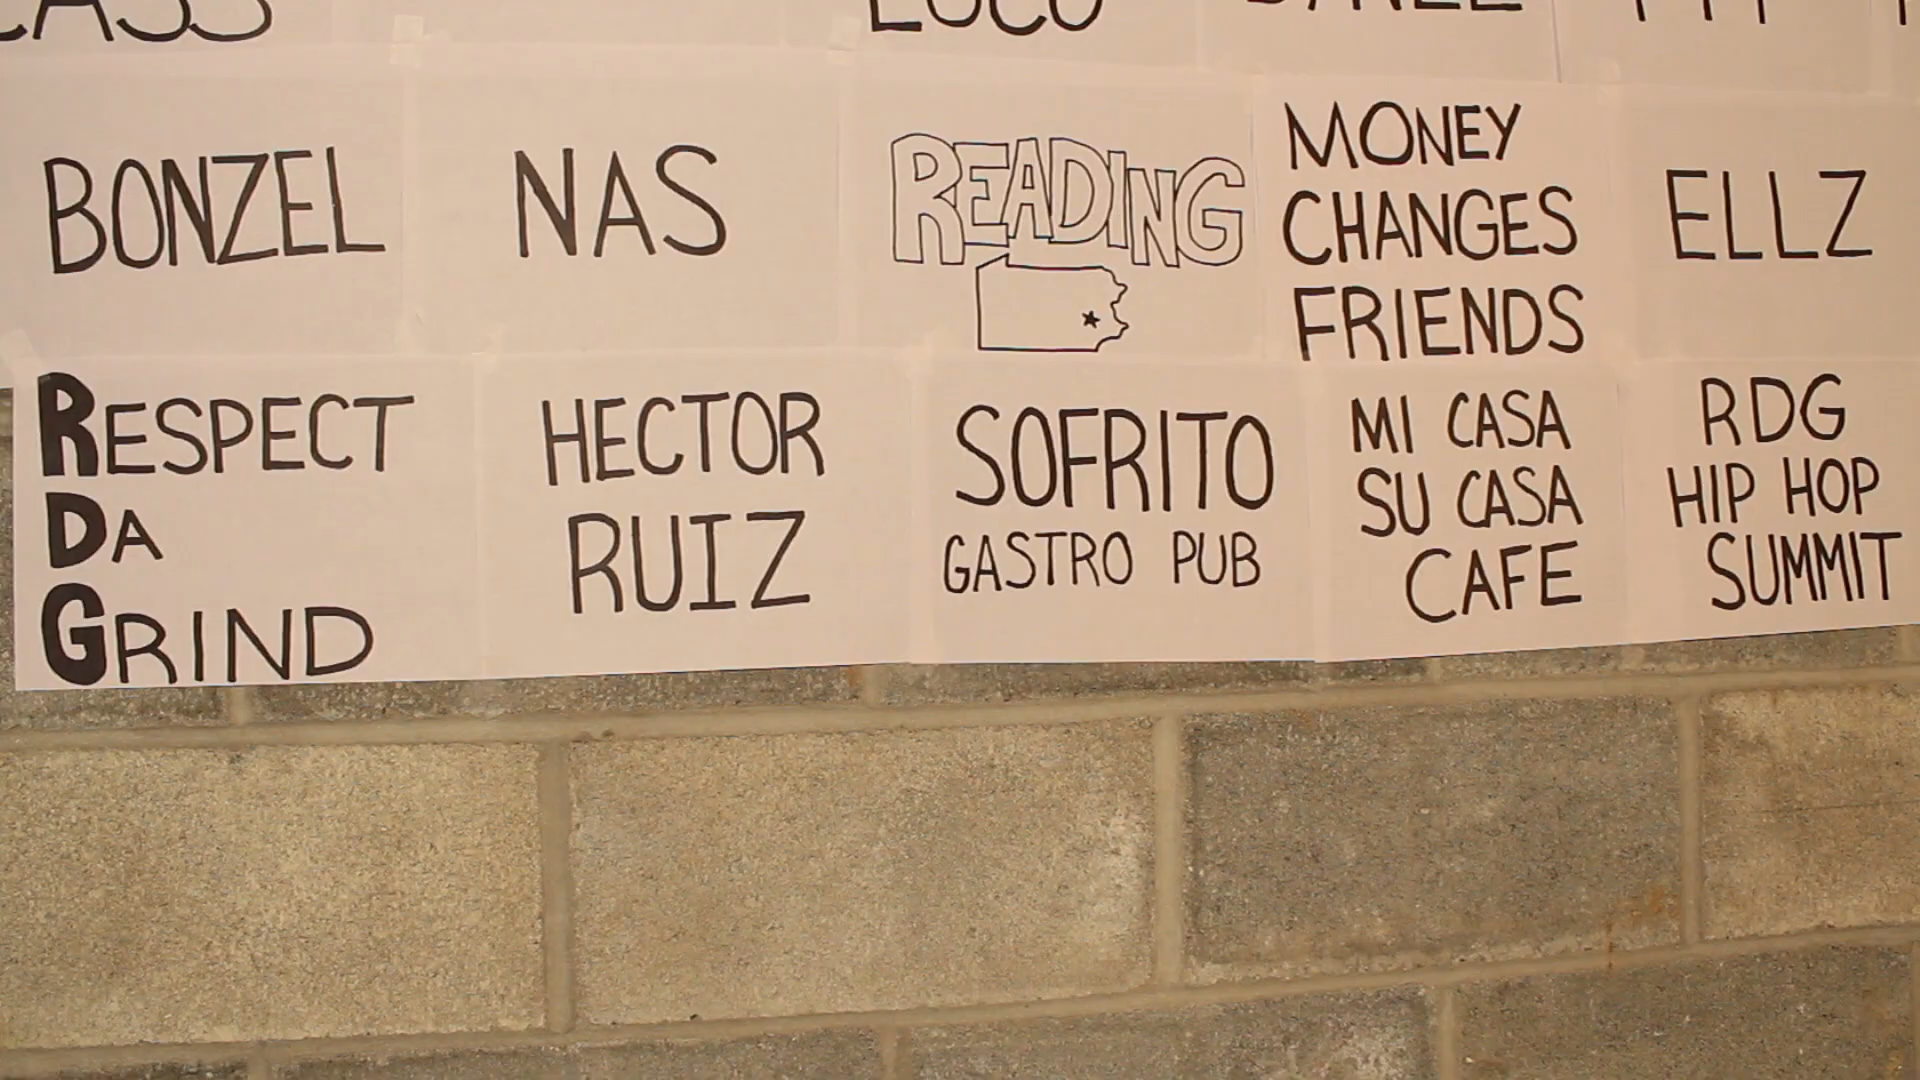 LOCO
BONZEL
NAS
READING
MONEY
CHANGES
FRIENDS
ELLZ
RESPECT
DA
GRIND
HECTOR
RUIZ
SOFRITO
GASTRO PUB
MI CASA
SU CASA
CAFE
RDG
HIP HOP
SUMMIT